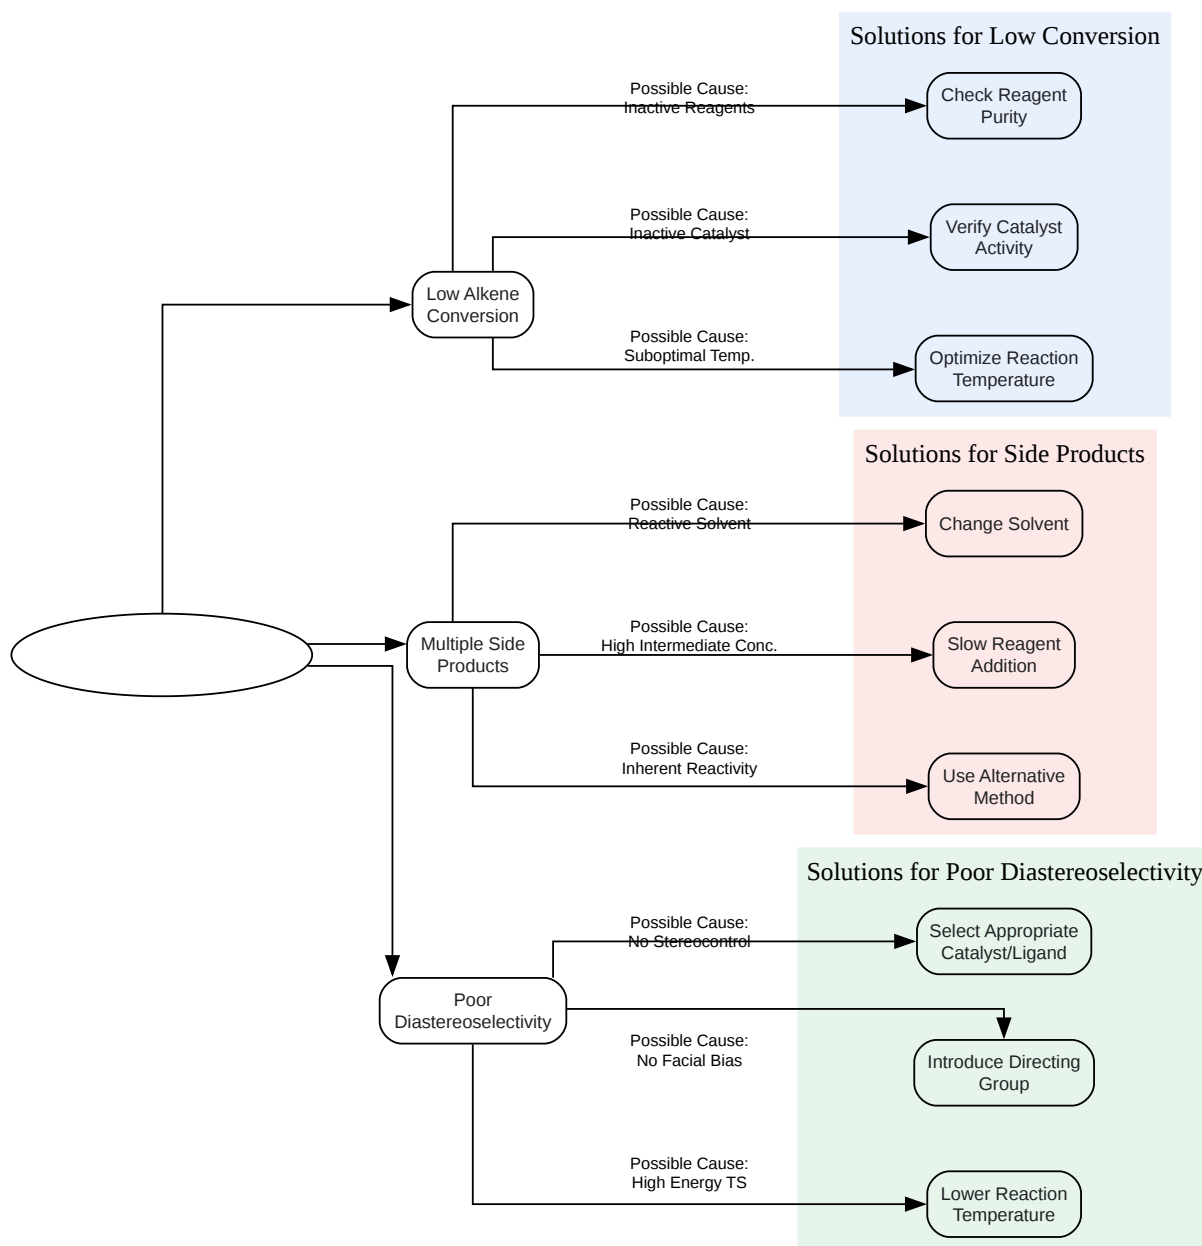 Solutions for Low Conversion
Possible Cause:
Inactive Reagents
Check Reagent
Purity
Possible Cause:
Inactive Catalyst
Verify Catalyst
Activity
Low Alkene
Conversion
Possible Cause:
Suboptimal Temp.
Optimize Reaction
Temperature
Solutions for Side Products
Possible Cause:
Reactive Solvent
Change Solvent
Multiple Side
Products
Possible Cause:
High Intermediate Conc.
Slow Reagent
Addition
Possible Cause:
Inherent Reactivity
Use Alternative
Method
Solutions for Poor Diastereoselectivity
Possible Cause:
No Stereocontrol
Select Appropriate
Catalyst/Ligand
Poor
Diastereoselectivity
Possible Cause:
No Facial Bias
Introduce Directing
Group
Possible Cause:
High Energy TS
Lower Reaction
Temperature